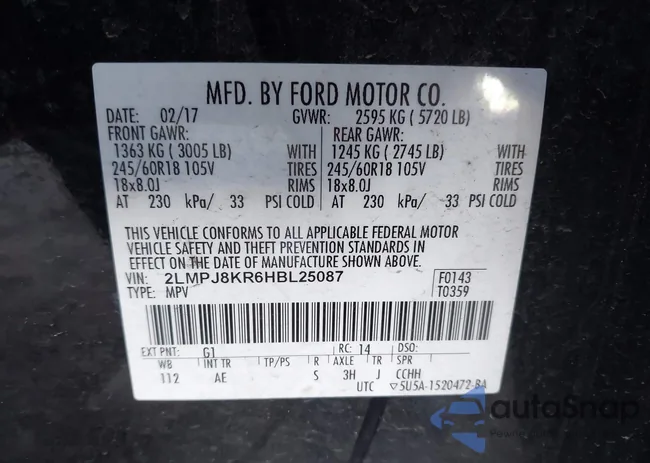 MFD. BY FORD MOTOR CO.
DATE: 02/17 GVWR: 2595 KG ( 5720 LB)
FRONT GAWR: REAR GAWR:
1363 KG ( 3005 LB) WITH 1245 KG ( 2745 LB) WITH
245/60R18 105V TIRES 245/60R18 105V TIRES
18x8.0J RIMS 18x8.0J RIMS
AT 230 kPa/ 33 PSI COLD AT 230 kPa/ 33 PSI COLD
THIS VEHICLE CONFORMS TO ALL APPLICABLE FEDERAL MOTOR
VEHICLE SAFETY AND THEFT PREVENTION STANDARDS IN
EFFECT ON THE DATE OF MANUFACTURE SHOWN ABOVE.
VIN: 2LMPJ8KR6HBL25087 F0143
TYPE: MPV T0359
EXT PNT: G1 RC: 14 DSO:
WB INT TR TP/PS R AXLE TR SPR
112 AE S 3H J CCHH
UTC ▽5U5A-1520472-BA
autoSnap